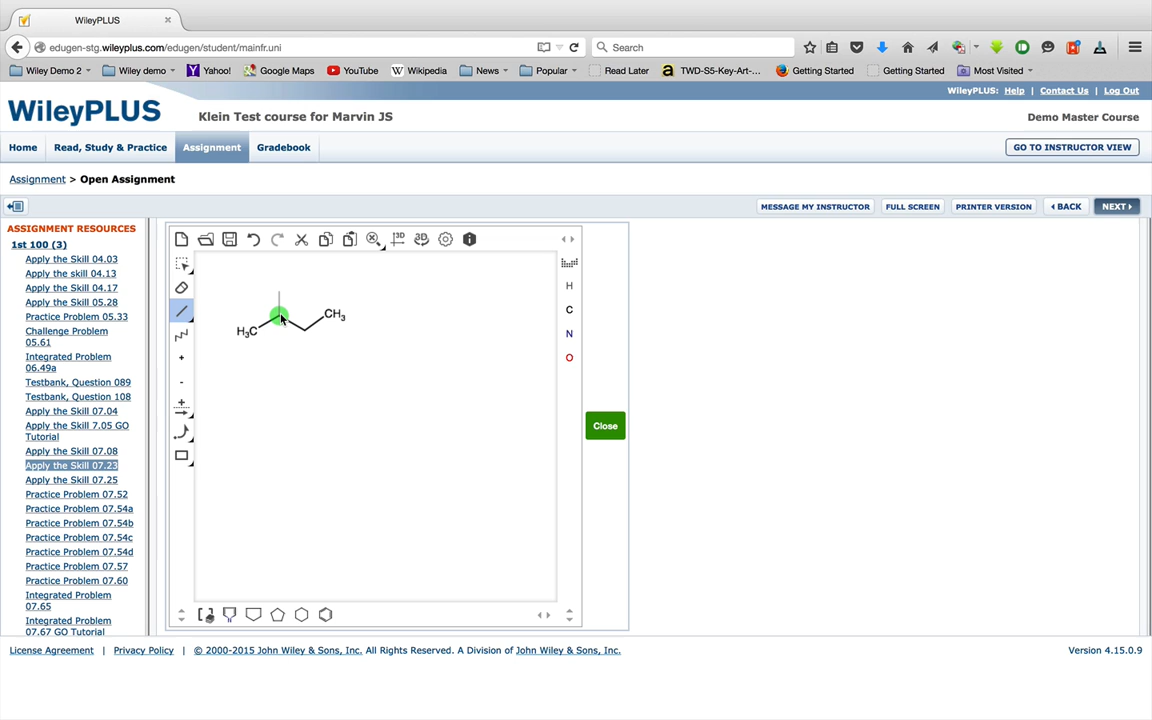 WileyPLUS
edugen-stg.wileyplus.com/edugen/student/mainfr.uni
Search
Wiley Demo 2
Wiley demo
Yahoo!
Google Maps
YouTube
Wikipedia
News
Popular
Read Later
TWD-S5-Key-Art-...
Getting Started
Getting Started
Most Visited
WileyPLUS: Help | Contact Us | Log Out
WileyPLUS
Klein Test course for Marvin JS
Demo Master Course
Home
Read, Study & Practice
Assignment
Gradebook
GO TO INSTRUCTOR VIEW
Assignment > Open Assignment
MESSAGE MY INSTRUCTOR
FULL SCREEN
PRINTER VERSION
BACK
NEXT
ASSIGNMENT RESOURCES
1st 100 (3)
Apply the Skill 04.03
Apply the skill 04.13
Apply the Skill 04.17
Apply the Skill 05.28
Practice Problem 05.33
Challenge Problem
05.61
Integrated Problem
06.49a
Testbank, Question 089
Testbank, Question 108
Apply the Skill 07.04
Apply the Skill 7.05 GO
Tutorial
Apply the Skill 07.08
Apply the Skill 07.23
Apply the Skill 07.25
Practice Problem 07.52
Practice Problem 07.54a
Practice Problem 07.54b
Practice Problem 07.54c
Practice Problem 07.54d
Practice Problem 07.57
Practice Problem 07.60
Integrated Problem
07.65
Integrated Problem
07.67 GO Tutorial
3D
3D
H
C
N
O
CH3
H3C
Close
License Agreement | Privacy Policy | © 2000-2015 John Wiley & Sons, Inc. All Rights Reserved. A Division of John Wiley & Sons, Inc.
Version 4.15.0.9